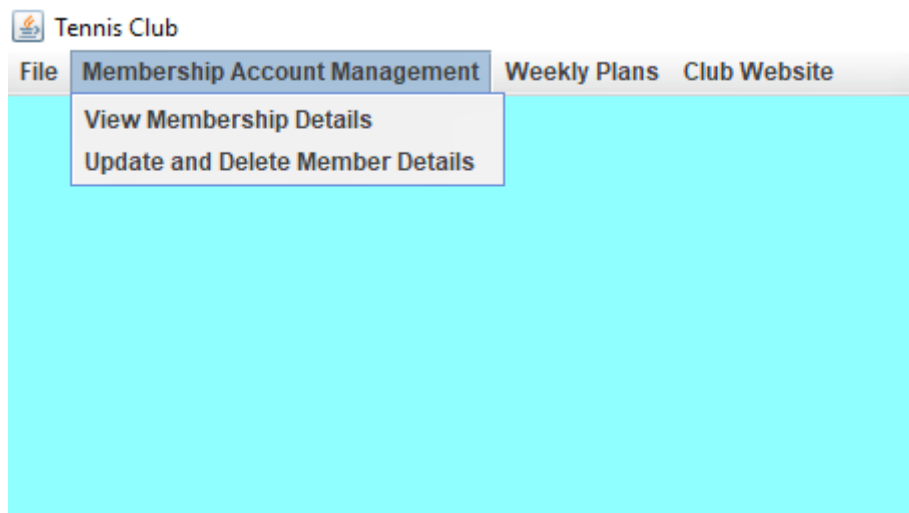 Tennis Club
File Membership Account Management Weekly Plans Club Website
View Membership Details
Update and Delete Member Details